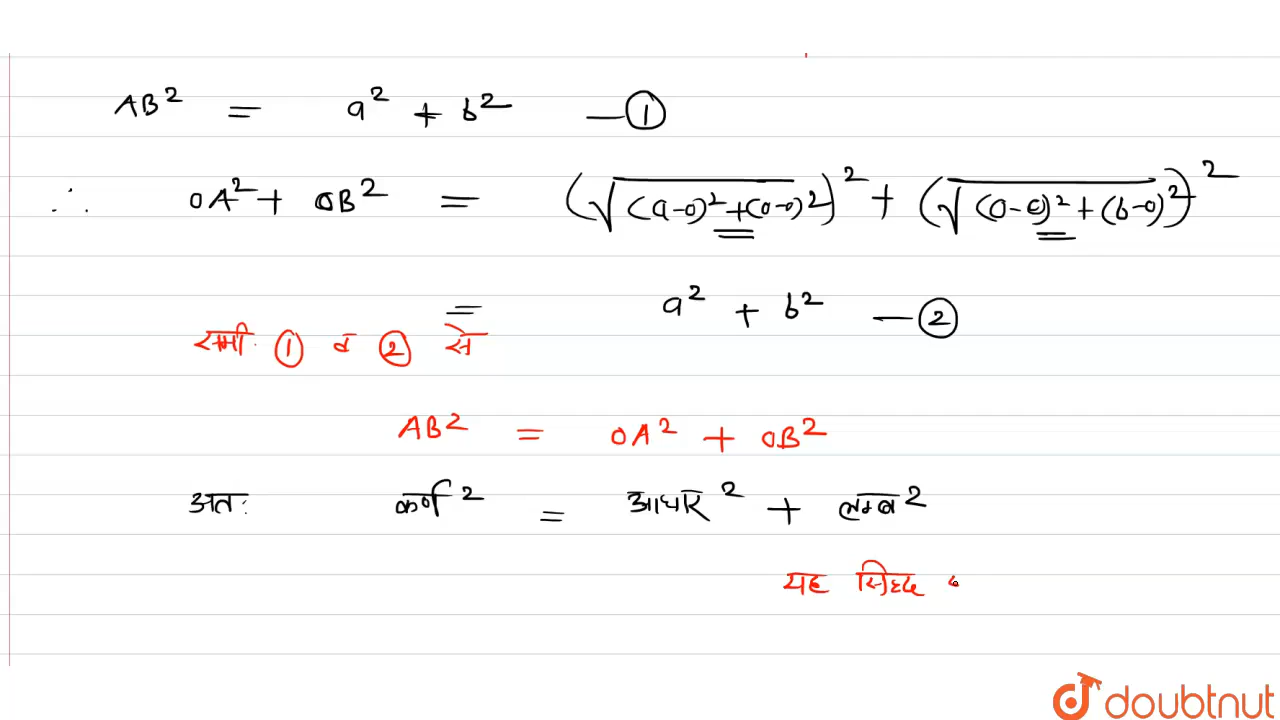 AB² = a² + b² — ①
∴ OA² + OB² = (√(a-0)²+(0-0)²)² + (√(0-0)²+(b-0)²)²
= a² + b² — ②
समी. ① व ② से
AB² = OA² + OB²
अतः कर्ण² = आधार² + लम्ब²
यह सिद्ध
doubtnut